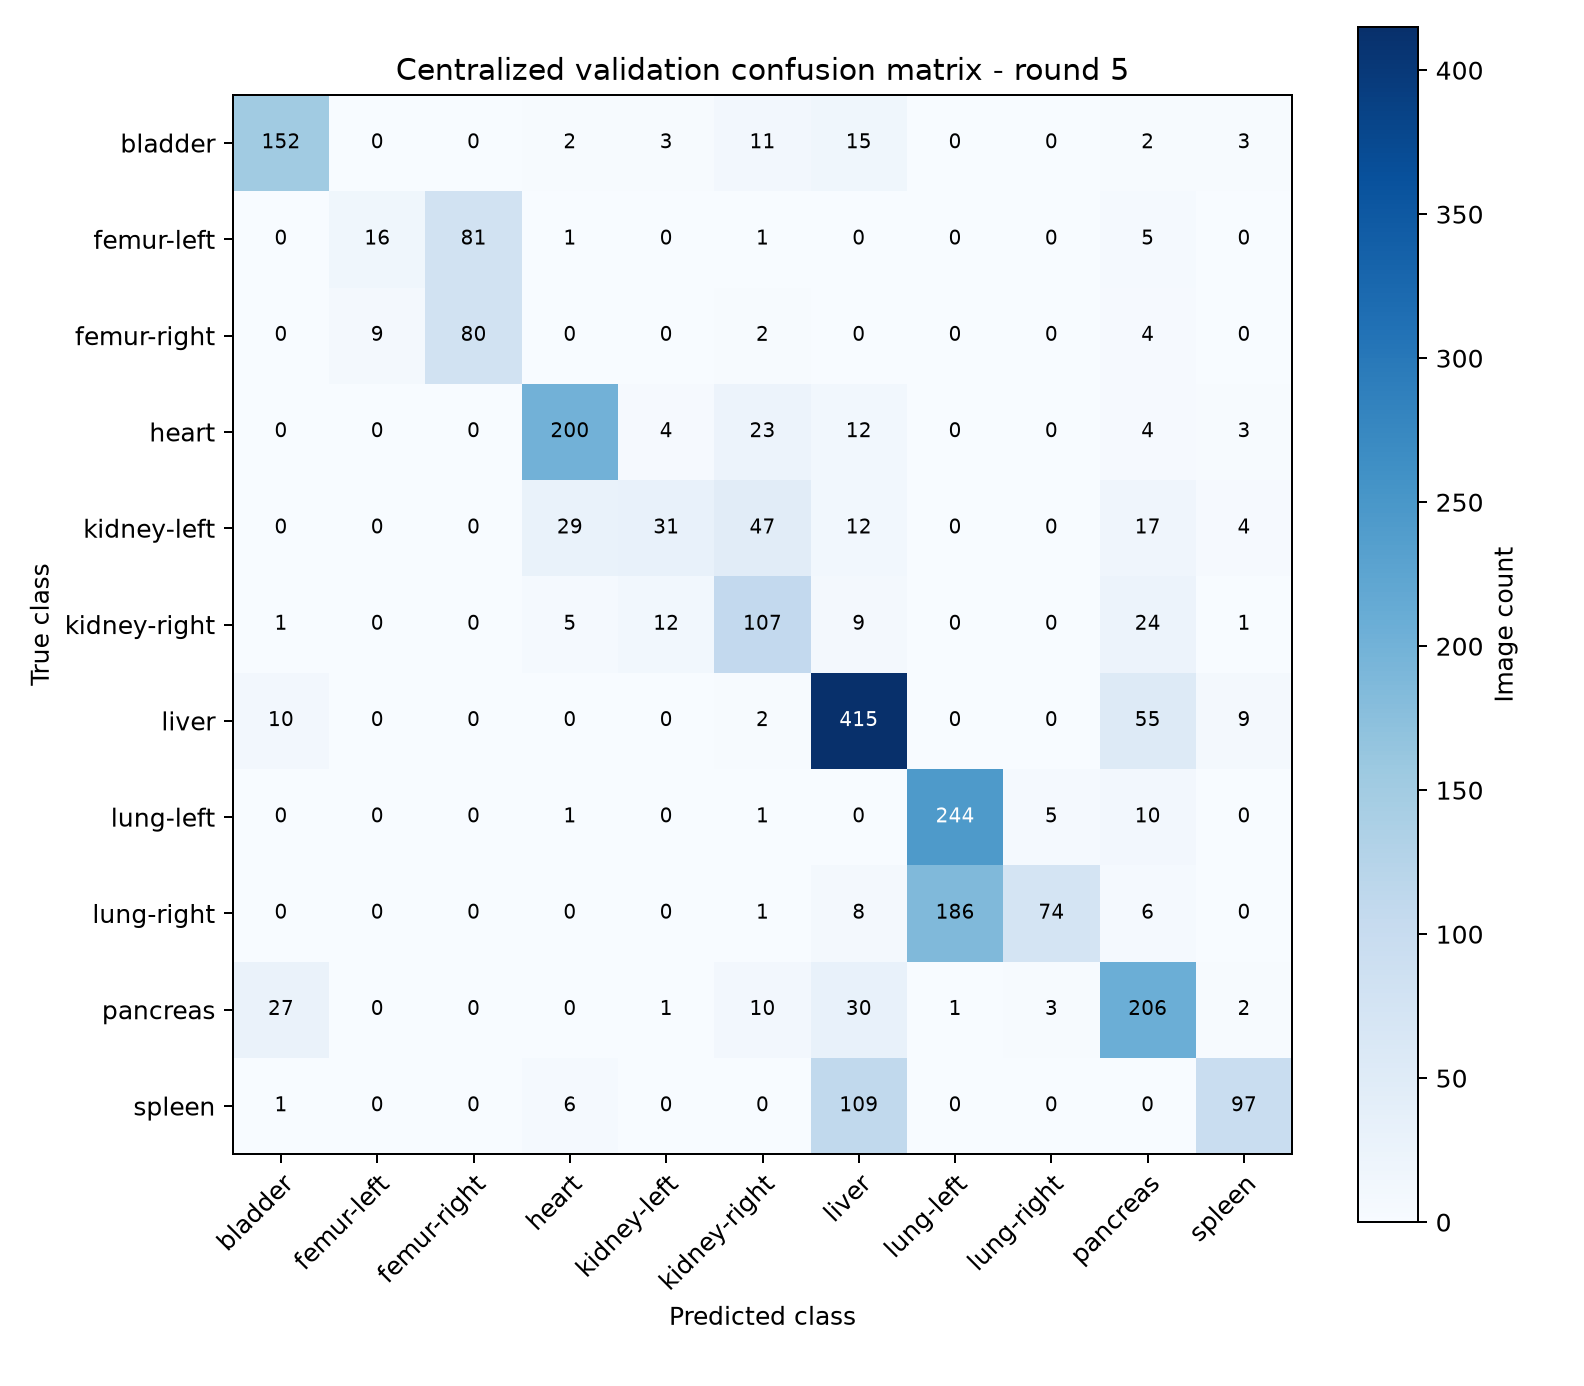 Centralized validation confusion matrix - round 5
bladder 152 0 0 2 3 11 15 0 0 2 3
femur-left 0 16 81 1 0 1 0 0 0 5 0
femur-right 0 9 80 0 0 2 0 0 0 4 0
heart 0 0 0 200 4 23 12 0 0 4 3
kidney-left 0 0 0 29 31 47 12 0 0 17 4
kidney-right 1 0 0 5 12 107 9 0 0 24 1
liver 10 0 0 0 0 2 415 0 0 55 9
lung-left 0 0 0 1 0 1 0 244 5 10 0
lung-right 0 0 0 0 0 1 8 186 74 6 0
pancreas 27 0 0 0 1 10 30 1 3 206 2
spleen 1 0 0 6 0 0 109 0 0 0 97
bladder femur-left femur-right heart kidney-left kidney-right liver lung-left lung-right pancreas spleen
Predicted class
True class
400
350
300
250
200
150
100
50
0
Image count